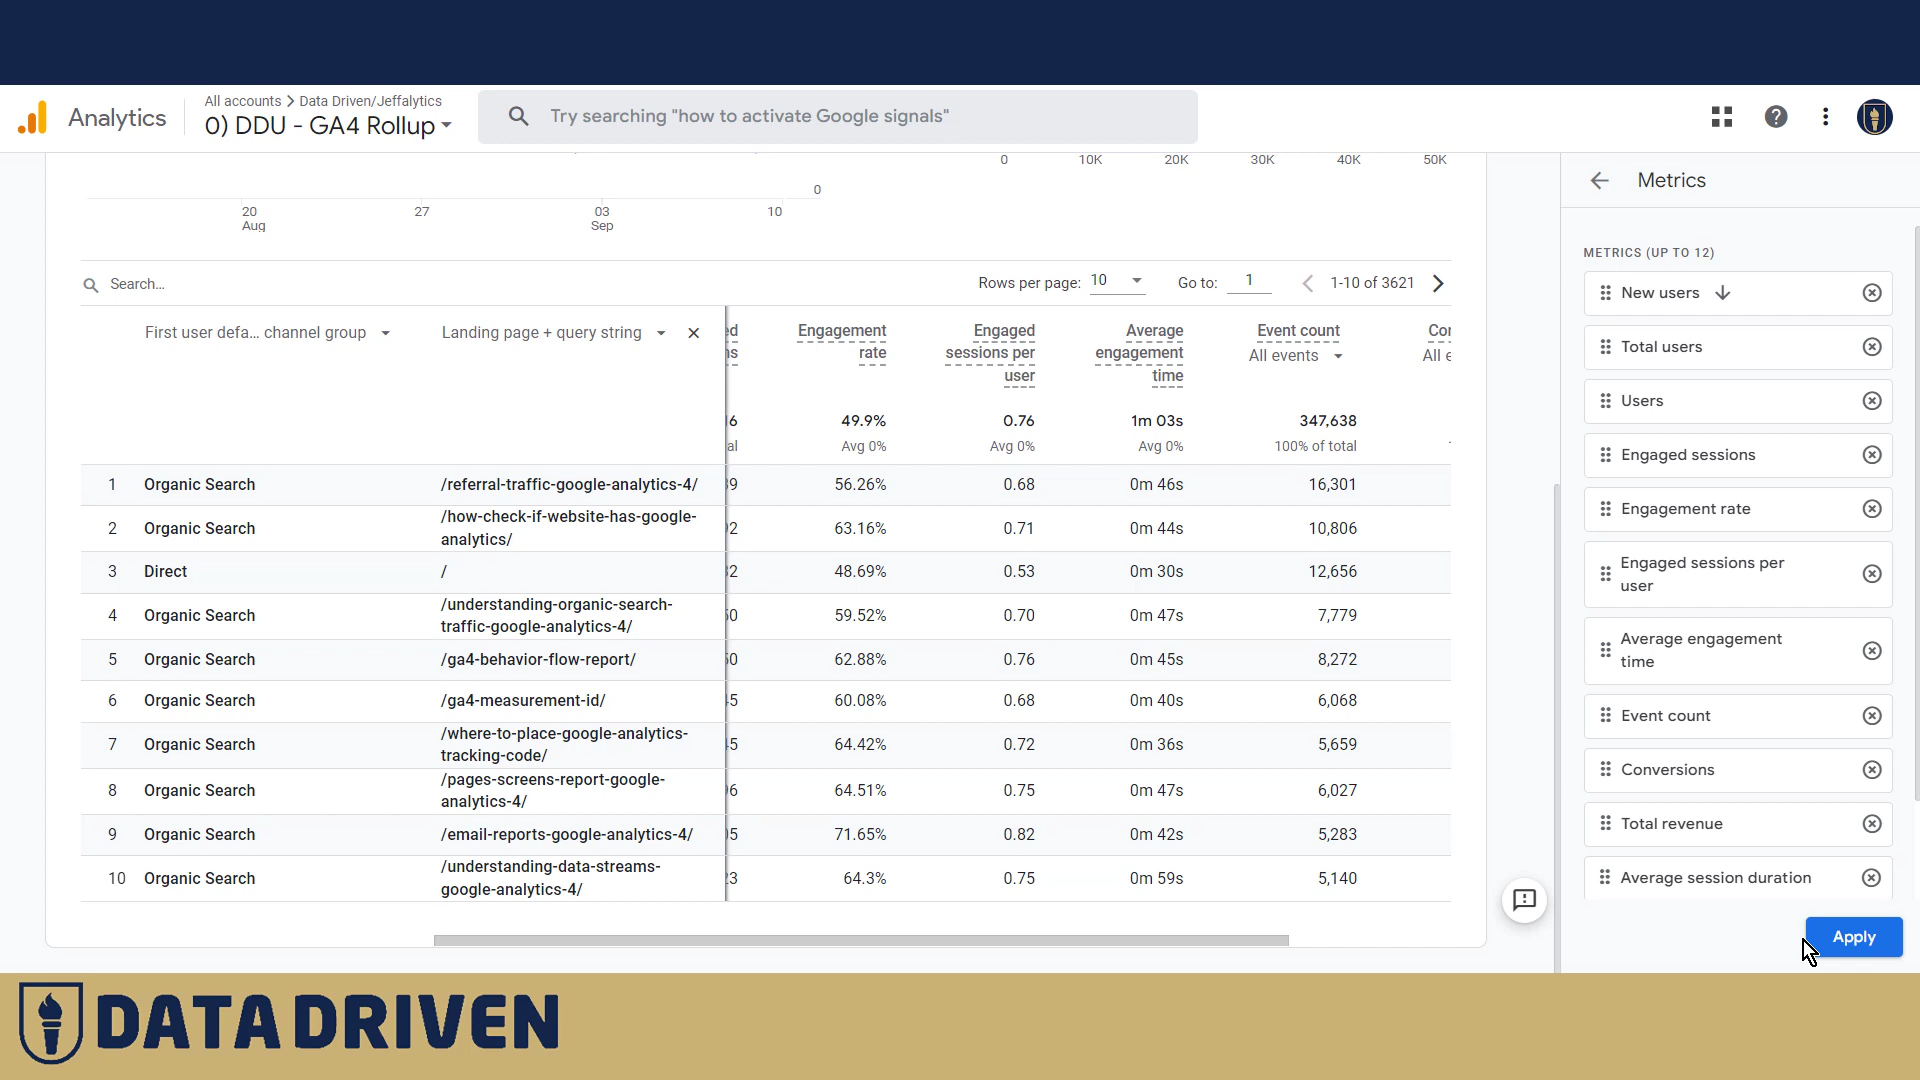 Analytics
All accounts > Data Driven/Jeffalytics
0) DDU - GA4 Rollup
Try searching "how to activate Google signals"
0 10K 20K 30K 40K 50K
0
20 27 03 10
Aug Sep
Search...
Rows per page: 10 Go to: 1 1-10 of 3621
First user defa... channel group
Landing page + query string
Engagement rate
Engaged sessions per user
Average engagement time
Event count
All events
49.9% 0.76 1m 03s 347,638
Avg 0% Avg 0% Avg 0% 100% of total
1 Organic Search /referral-traffic-google-analytics-4/ 56.26% 0.68 0m 46s 16,301
2 Organic Search /how-check-if-website-has-google-analytics/ 63.16% 0.71 0m 44s 10,806
3 Direct / 48.69% 0.53 0m 30s 12,656
4 Organic Search /understanding-organic-search-traffic-google-analytics-4/ 59.52% 0.70 0m 47s 7,779
5 Organic Search /ga4-behavior-flow-report/ 62.88% 0.76 0m 45s 8,272
6 Organic Search /ga4-measurement-id/ 60.08% 0.68 0m 40s 6,068
7 Organic Search /where-to-place-google-analytics-tracking-code/ 64.42% 0.72 0m 36s 5,659
8 Organic Search /pages-screens-report-google-analytics-4/ 64.51% 0.75 0m 47s 6,027
9 Organic Search /email-reports-google-analytics-4/ 71.65% 0.82 0m 42s 5,283
10 Organic Search /understanding-data-streams-google-analytics-4/ 64.3% 0.75 0m 59s 5,140
Metrics
METRICS (UP TO 12)
New users
Total users
Users
Engaged sessions
Engagement rate
Engaged sessions per user
Average engagement time
Event count
Conversions
Total revenue
Average session duration
Apply
DATA DRIVEN